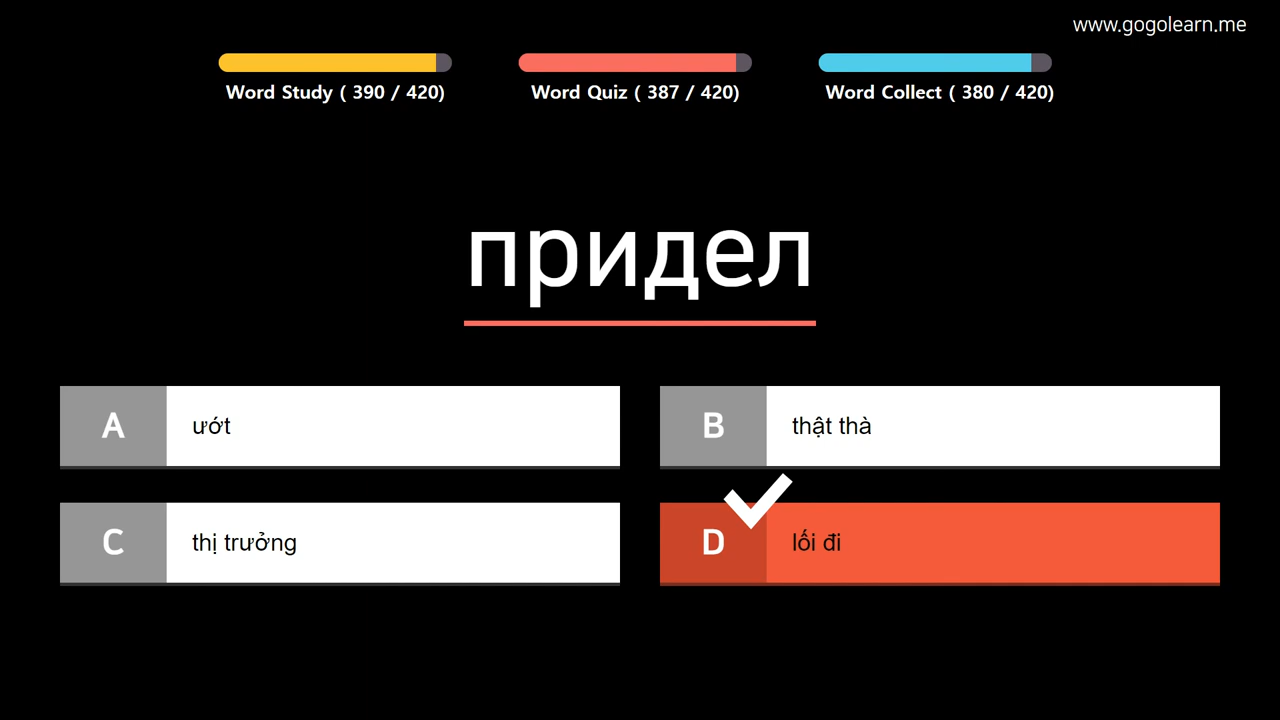 www.gogolearn.me
Word Study ( 390 / 420)
Word Quiz ( 387 / 420)
Word Collect ( 380 / 420)
придел
A ướt
B thật thà
C thị trưởng
D lối đi